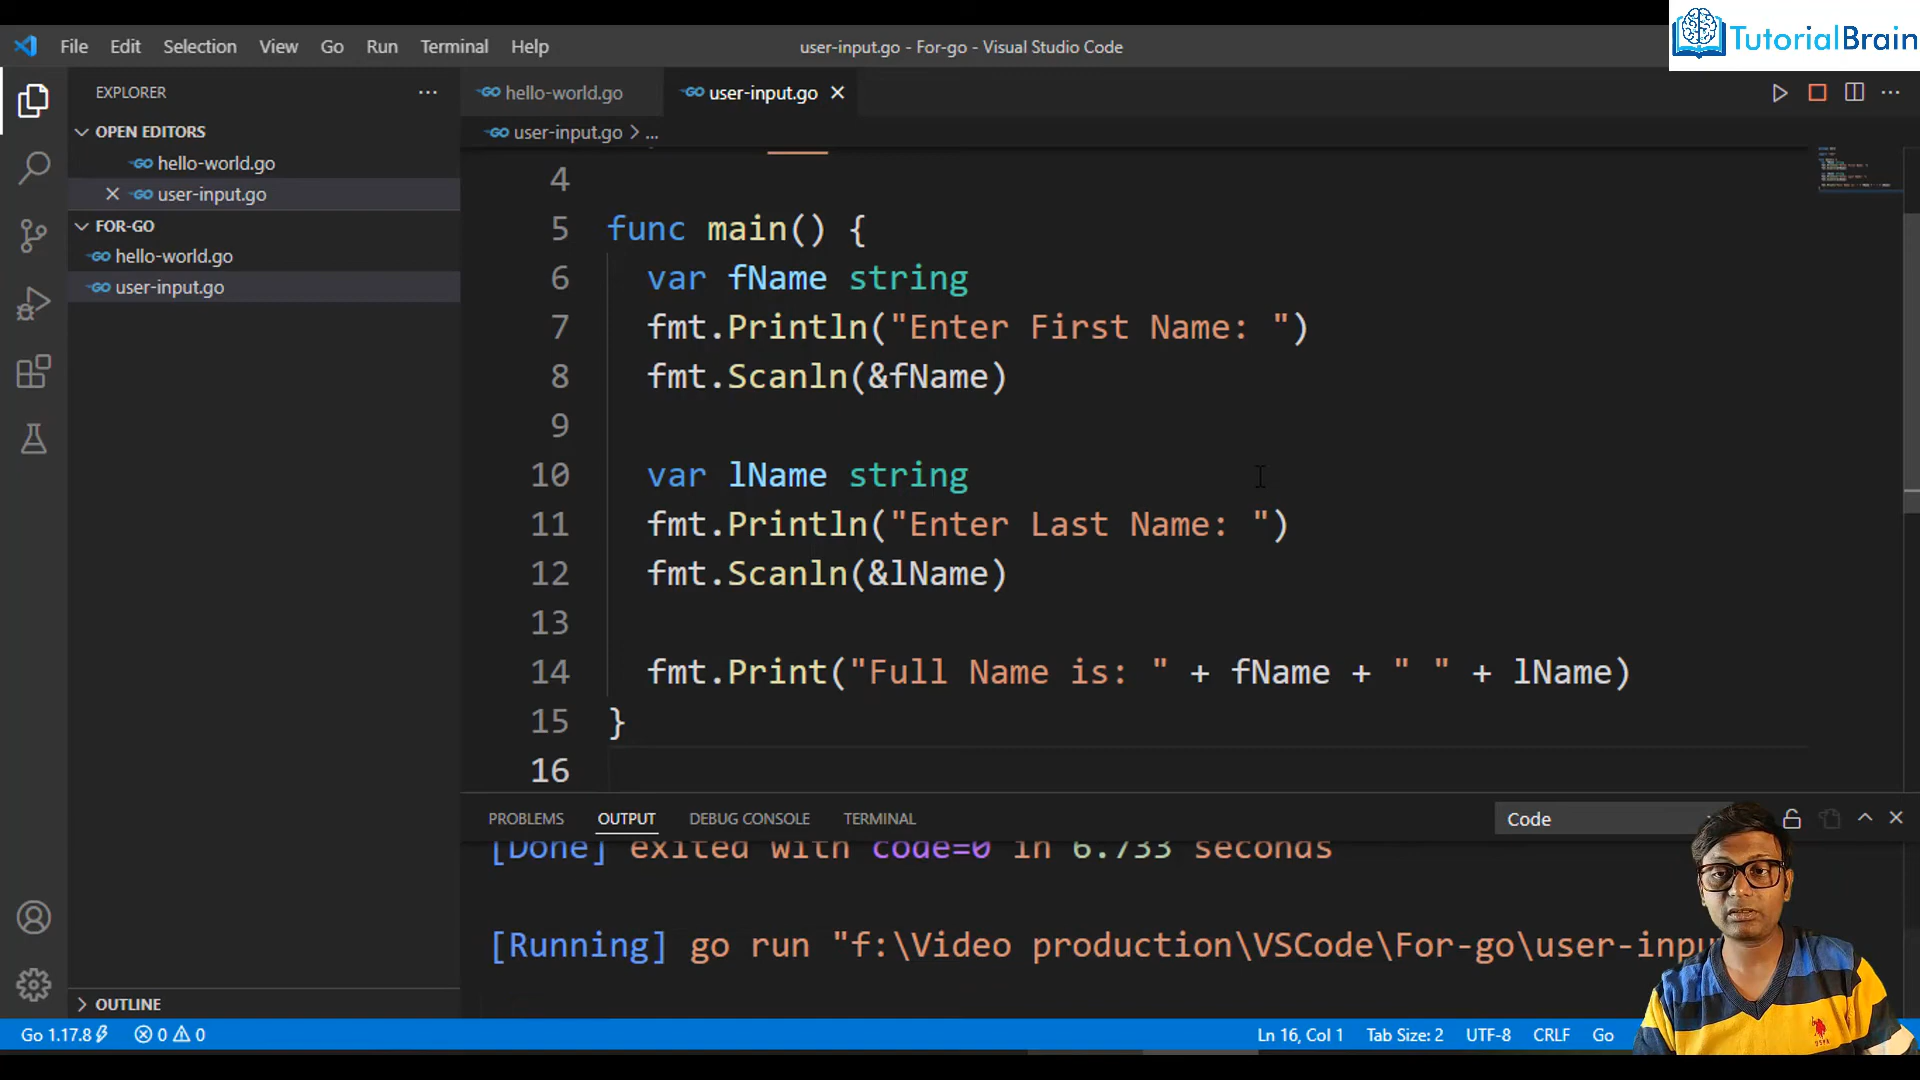 TutorialBrain
File Edit Selection View Go Run Terminal Help
user-input.go - For-go - Visual Studio Code
EXPLORER
OPEN EDITORS
hello-world.go
user-input.go
FOR-GO
hello-world.go
user-input.go
OUTLINE
hello-world.go
user-input.go
user-input.go > ...
4
5 func main() {
6 var fName string
7 fmt.Println("Enter First Name: ")
8 fmt.Scanln(&fName)
9
10 var lName string
11 fmt.Println("Enter Last Name: ")
12 fmt.Scanln(&lName)
13
14 fmt.Print("Full Name is: " + fName + " " + lName)
15 }
16
PROBLEMS OUTPUT DEBUG CONSOLE TERMINAL
Code
[Done] exited with code=0 in 6.733 seconds
[Running] go run "f:\Video production\VSCode\For-go\user-inpu
Go 1.17.8 0 0
Ln 16, Col 1 Tab Size: 2 UTF-8 CRLF Go